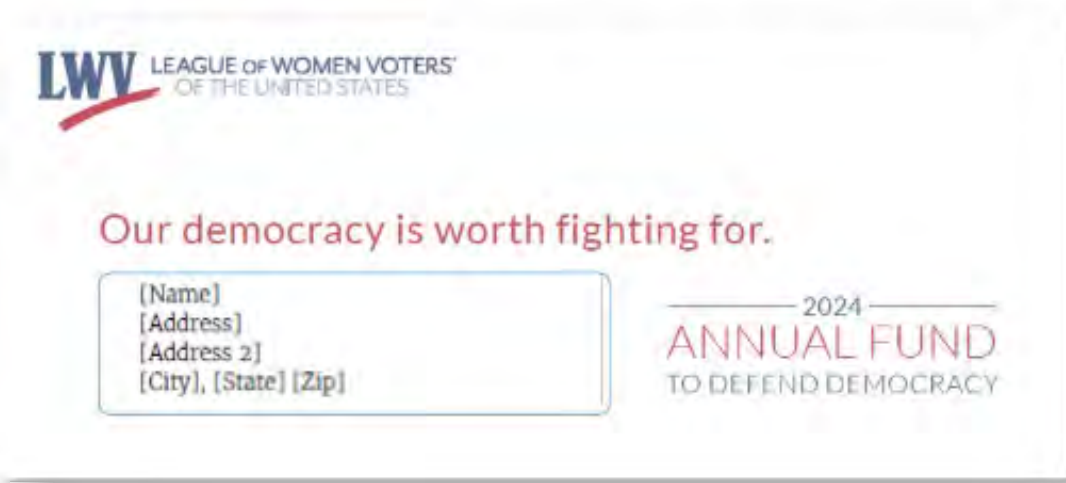 LWV LEAGUE OF WOMEN VOTERS®
OF THE UNITED STATES
Our democracy is worth fighting for.
[Name]
[Address]
[Address 2]
[City], [State] [Zip]
2024
ANNUAL FUND
TO DEFEND DEMOCRACY